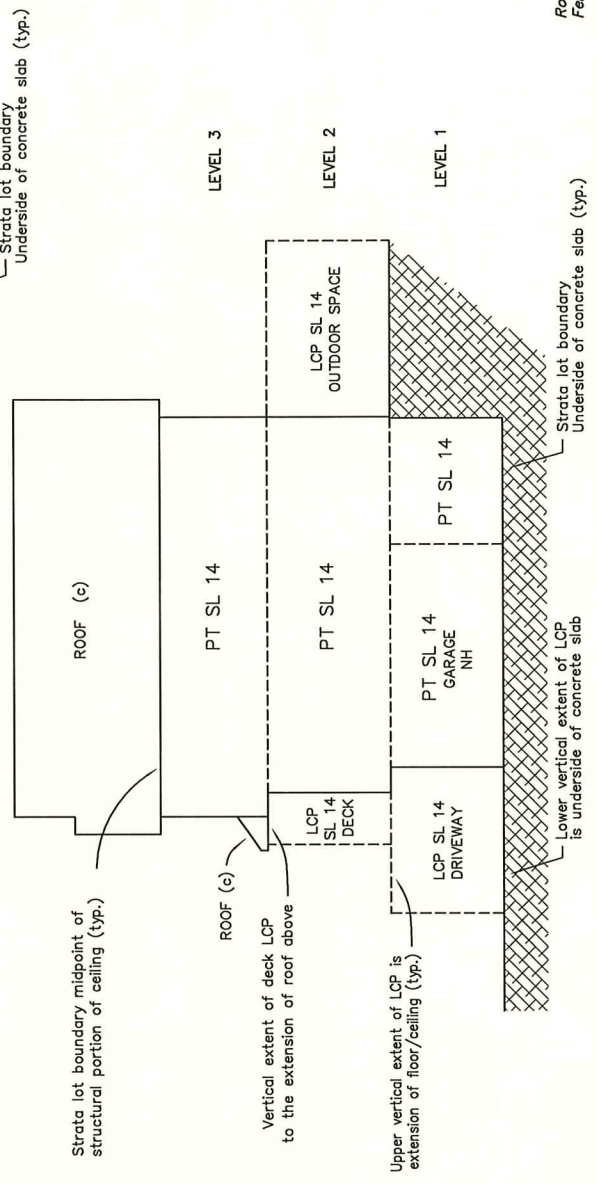 Strata lot boundary
Underside of concrete slab (typ.)
Ro
Fe
LEVEL 3
LEVEL 2
LEVEL 1
ROOF (c)
PT SL 14
PT SL 14
LCP SL 14
OUTDOOR SPACE
PT SL 14
PT SL 14
GARAGE
NH
LCP
SL 14
DECK
LCP SL 14
DRIVEWAY
Strata lot boundary midpoint of
structural portion of ceiling (typ.)
ROOF (c)
Vertical extent of deck LCP
to the extension of roof above
Upper vertical extent of LCP is
extension of floor/ceiling (typ.)
Lower vertical extent of LCP
is underside of concrete slab
Strata lot boundary
Underside of concrete slab (typ.)